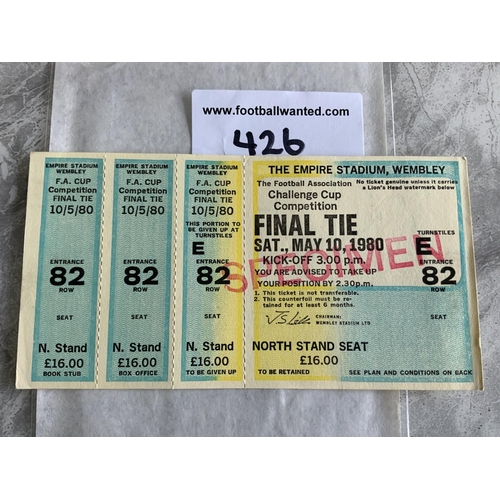 www.footballwanted.com
426
EMPIRE STADIUM
WEMBLEY
F.A. CUP
Competition
FINAL TIE
10/5/80
ENTRANCE
82
ROW
SEAT
N. Stand
£16.00
BOOK STUB
EMPIRE STADIUM
WEMBLEY
F.A. CUP
Competition
FINAL TIE
10/5/80
ENTRANCE
82
ROW
SEAT
N. Stand
£16.00
BOX OFFICE
EMPIRE STADIUM
WEMBLEY
F.A. CUP
Competition
FINAL TIE
10/5/80
THIS PORTION TO
BE GIVEN UP AT
TURNSTILES
E
ENTRANCE
82
ROW
SEAT
N. Stand
£16.00
TO BE GIVEN UP
THE EMPIRE STADIUM, WEMBLEY
The Football Association
Challenge Cup
Competition
No ticket genuine unless it carries
a Lion's Head watermark below
FINAL TIE
SAT., MAY 10, 1980
KICK-OFF 3.00 p.m.
YOU ARE ADVISED TO TAKE UP
YOUR POSITION BY 2.30p.m.
1. This ticket is not transferable.
2. This counterfoil must be re-
tained for at least 6 months.
CHAIRMAN:
WEMBLEY STADIUM LTD
TURNSTILES
E
ENTRANCE
82
ROW
SEAT
SPECIMEN
NORTH STAND SEAT
£16.00
TO BE RETAINED
SEE PLAN AND CONDITIONS ON BACK